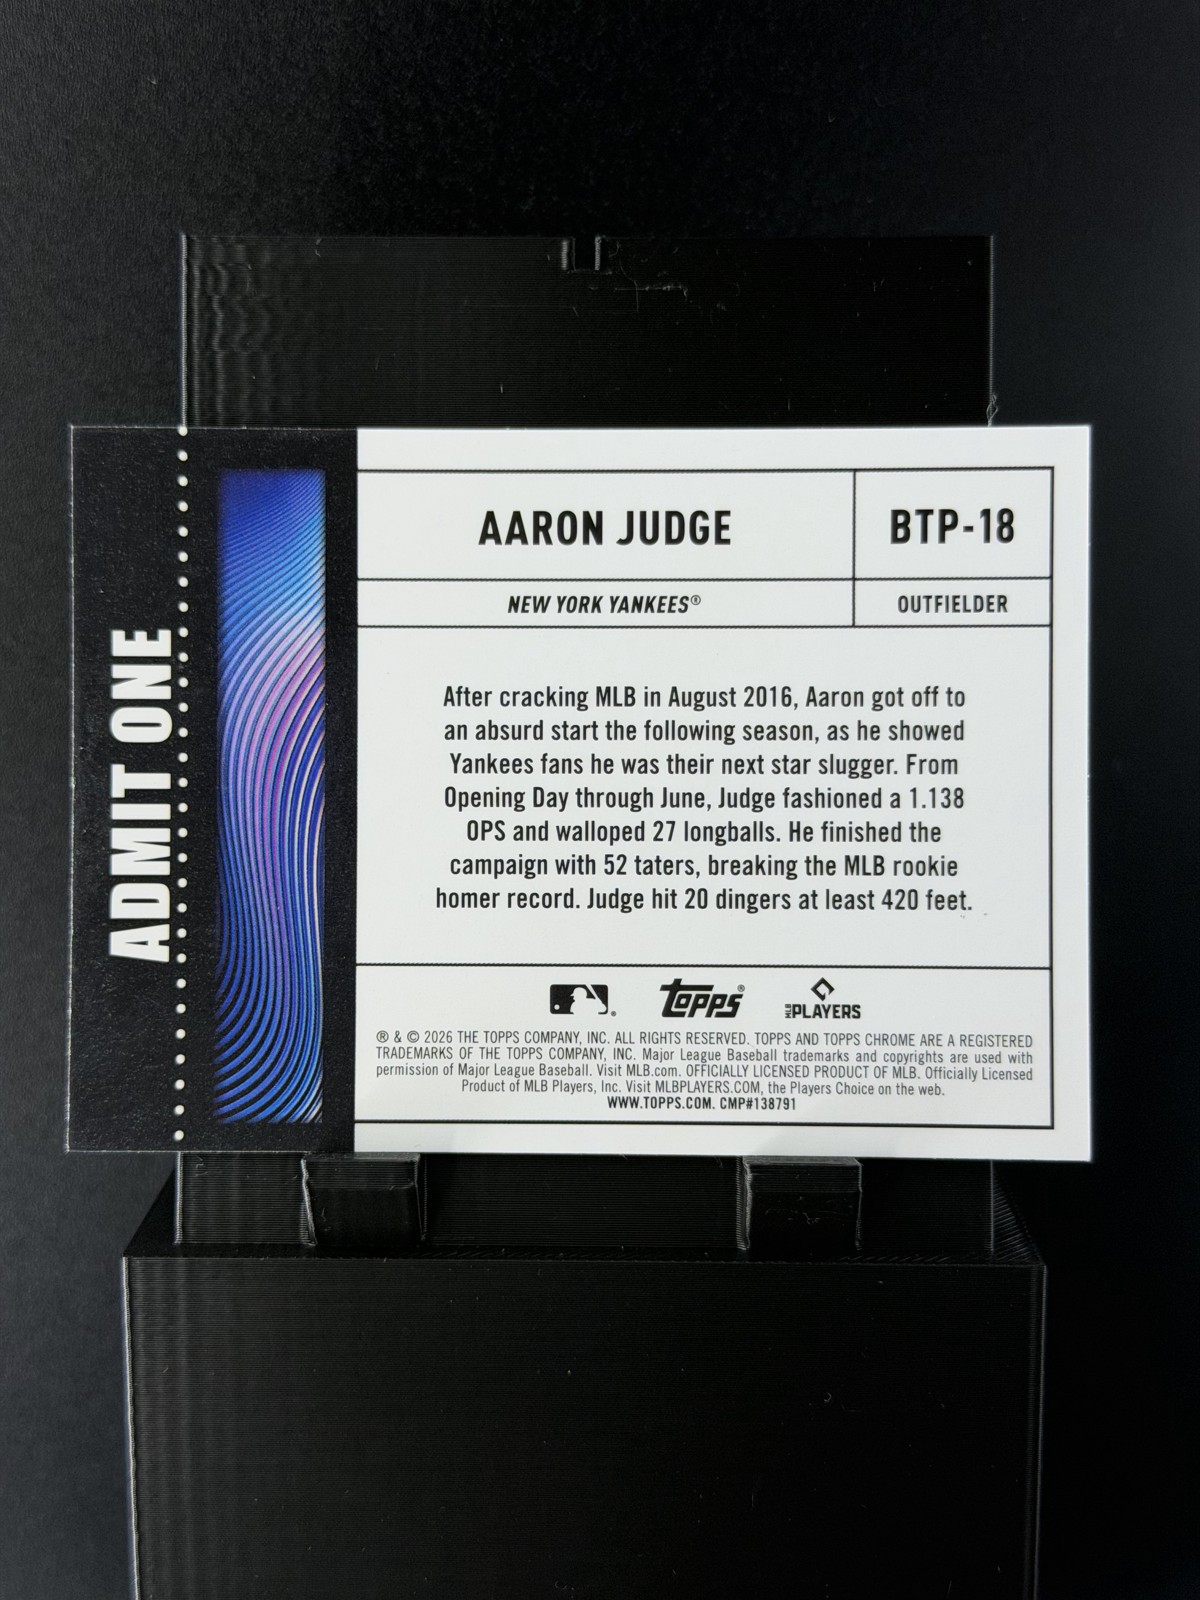 ADMIT ONE
AARON JUDGE
BTP-18
NEW YORK YANKEES®
OUTFIELDER
After cracking MLB in August 2016, Aaron got off to
an absurd start the following season, as he showed
Yankees fans he was their next star slugger. From
Opening Day through June, Judge fashioned a 1.138
OPS and walloped 27 longballs. He finished the
campaign with 52 taters, breaking the MLB rookie
homer record. Judge hit 20 dingers at least 420 feet.
Topps®
MLB PLAYERS
® & © 2026 THE TOPPS COMPANY, INC. ALL RIGHTS RESERVED. TOPPS AND TOPPS CHROME ARE A REGISTERED
TRADEMARKS OF THE TOPPS COMPANY, INC. Major League Baseball trademarks and copyrights are used with
permission of Major League Baseball. Visit MLB.com. OFFICIALLY LICENSED PRODUCT OF MLB. Officially Licensed
Product of MLB Players, Inc. Visit MLBPLAYERS.COM, the Players Choice on the web.
WWW.TOPPS.COM. CMP#138791